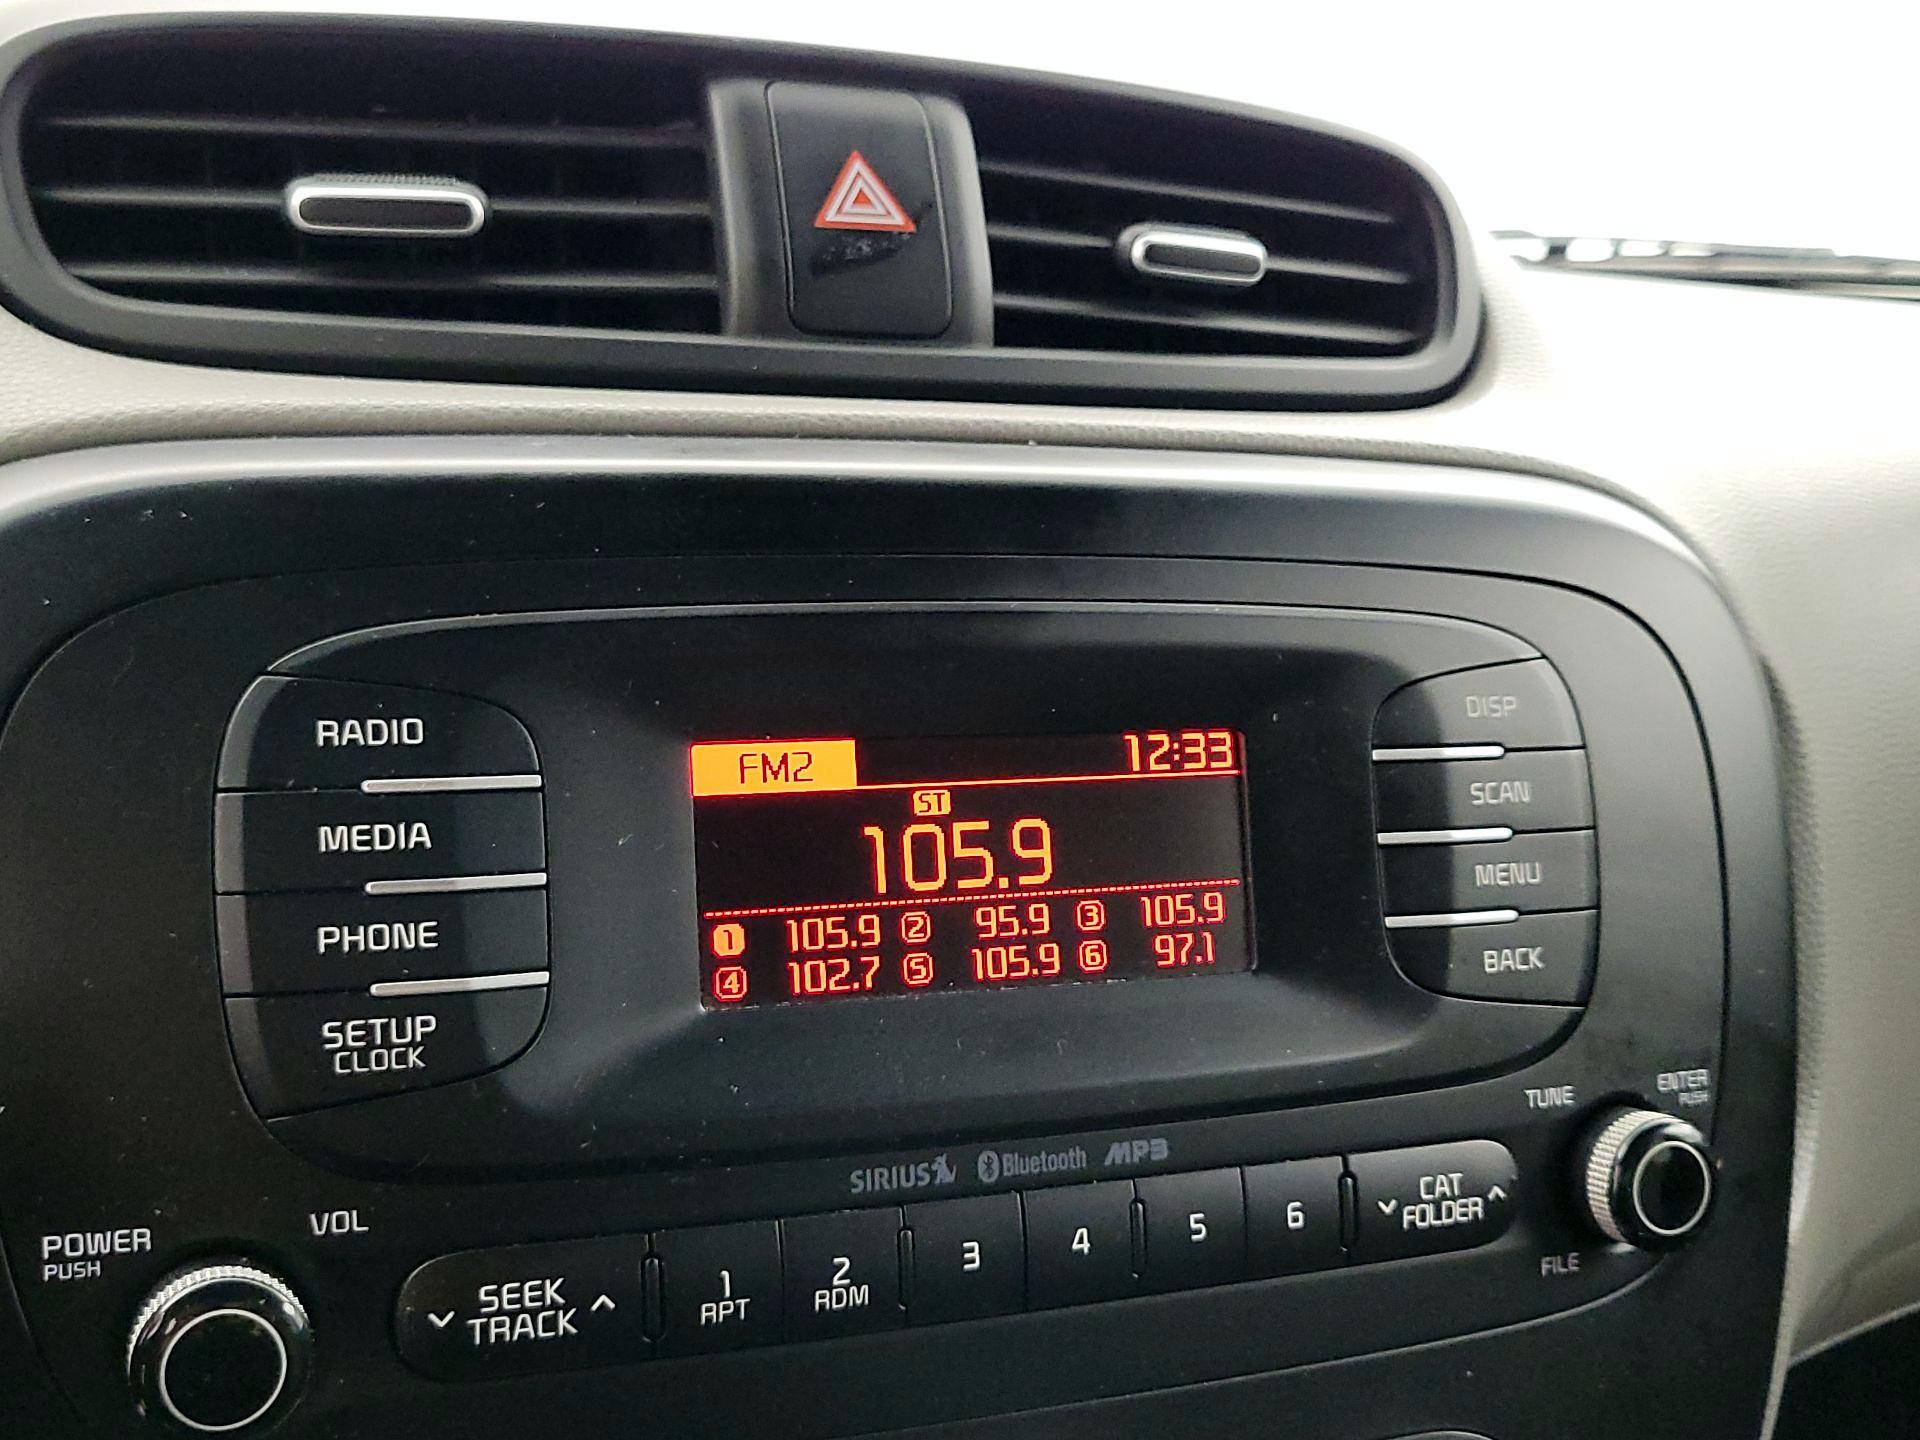 RADIO
MEDIA
PHONE
SETUP
CLOCK
FM2 12:33
ST
105.9
1 105.9 2 95.9 3 105.9
4 102.7 5 105.9 6 97.1
DISP
SCAN
MENU
BACK
TUNE
ENTER
PUSH
SIRIUS Bluetooth MP3
POWER
PUSH
VOL
SEEK
TRACK
1
RPT
2
RDM
3
4
5
6
CAT
FOLDER
FILE